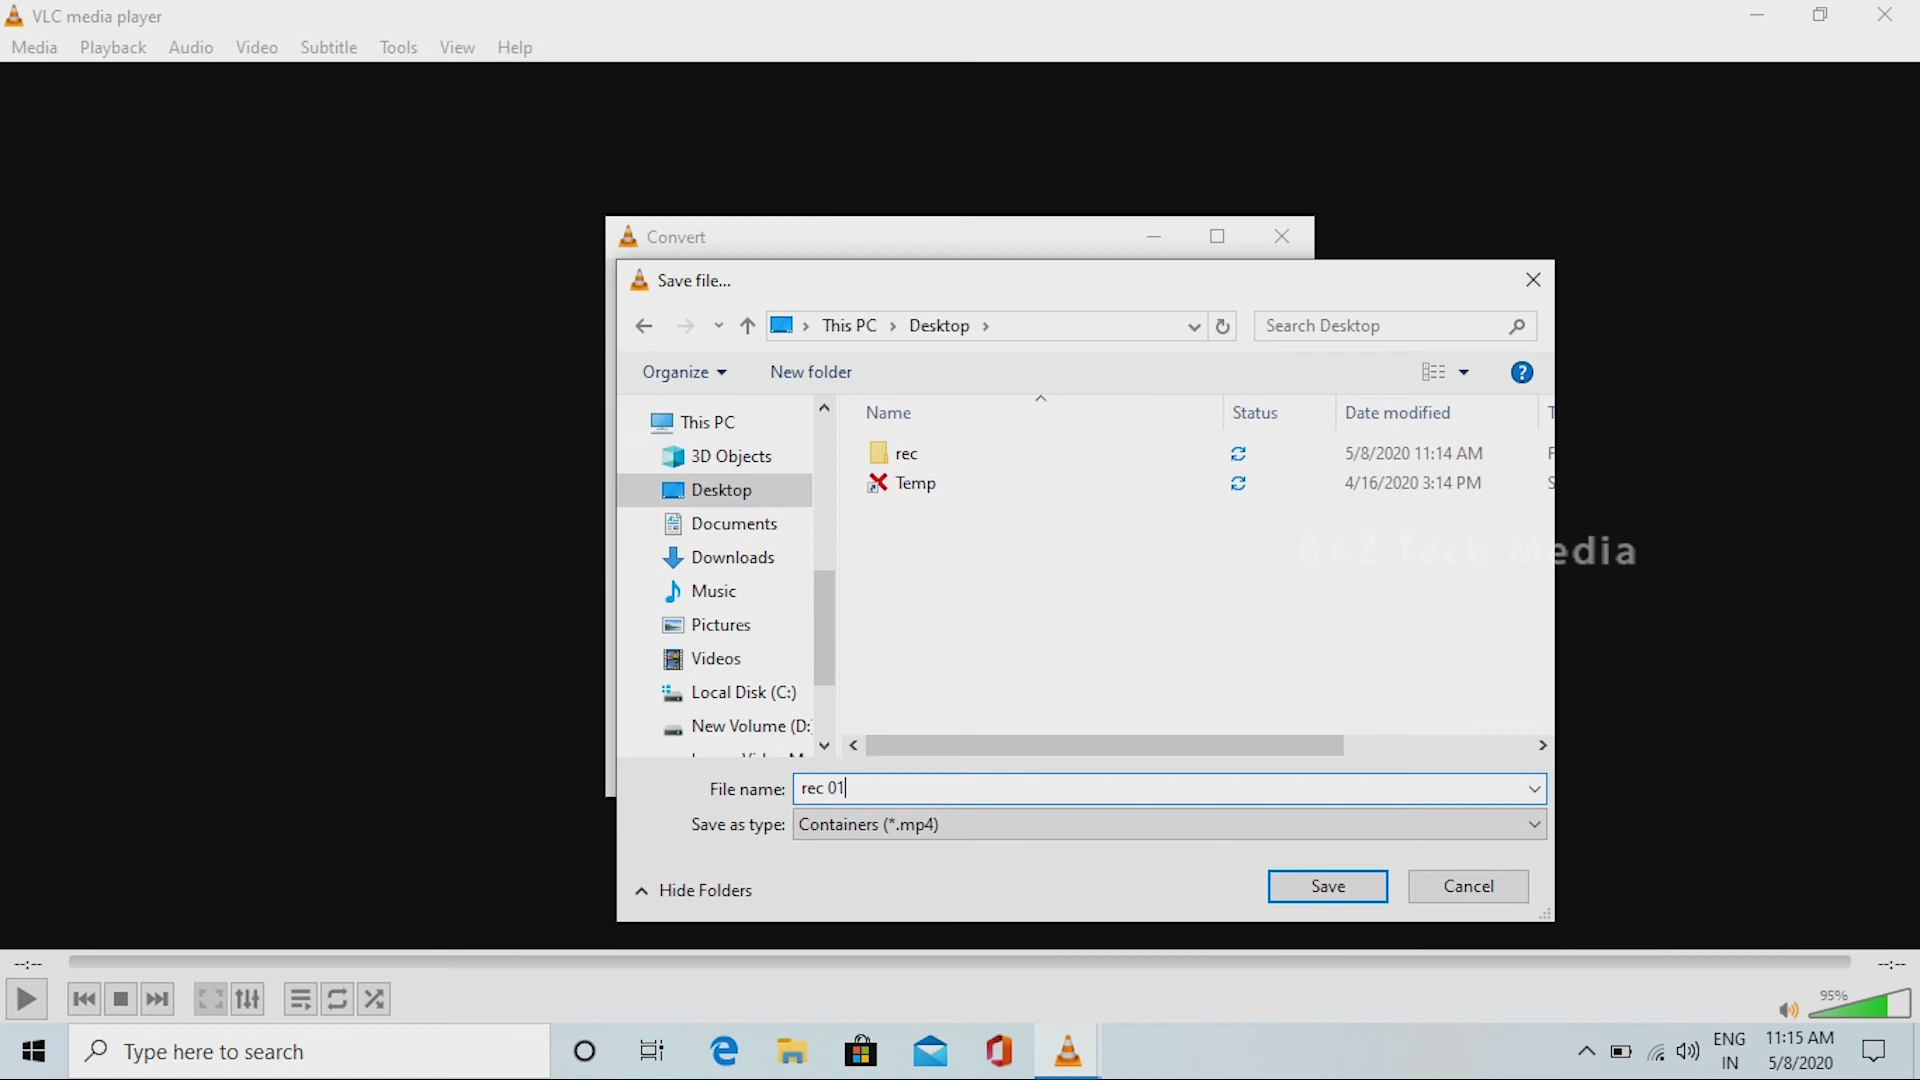 VLC media player
Media Playback Audio Video Subtitle Tools View Help
Convert
Save file...
This PC Desktop
Search Desktop
Organize New folder
Name Status Date modified
This PC
3D Objects
Desktop
Documents
Downloads
Music
Pictures
Videos
Local Disk (C:)
New Volume (D:
rec 5/8/2020 11:14 AM
Temp 4/16/2020 3:14 PM
BAZ Tech Media
File name: rec 01
Save as type: Containers (*.mp4)
Hide Folders
Save Cancel
--:-- --:--
95%
Type here to search
ENG
IN
11:15 AM
5/8/2020